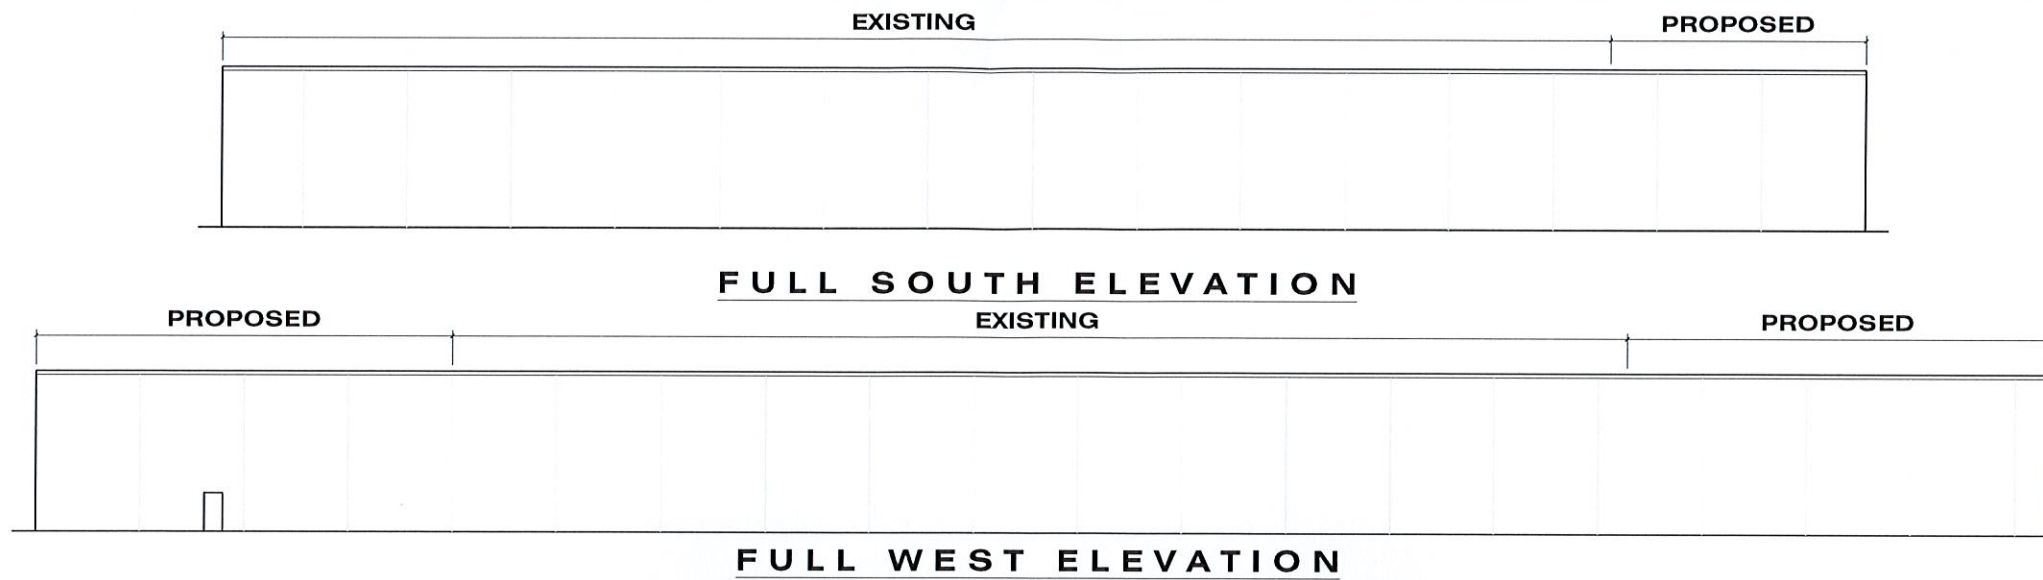 EXISTING PROPOSED
FULL SOUTH ELEVATION
PROPOSED EXISTING PROPOSED
FULL WEST ELEVATION